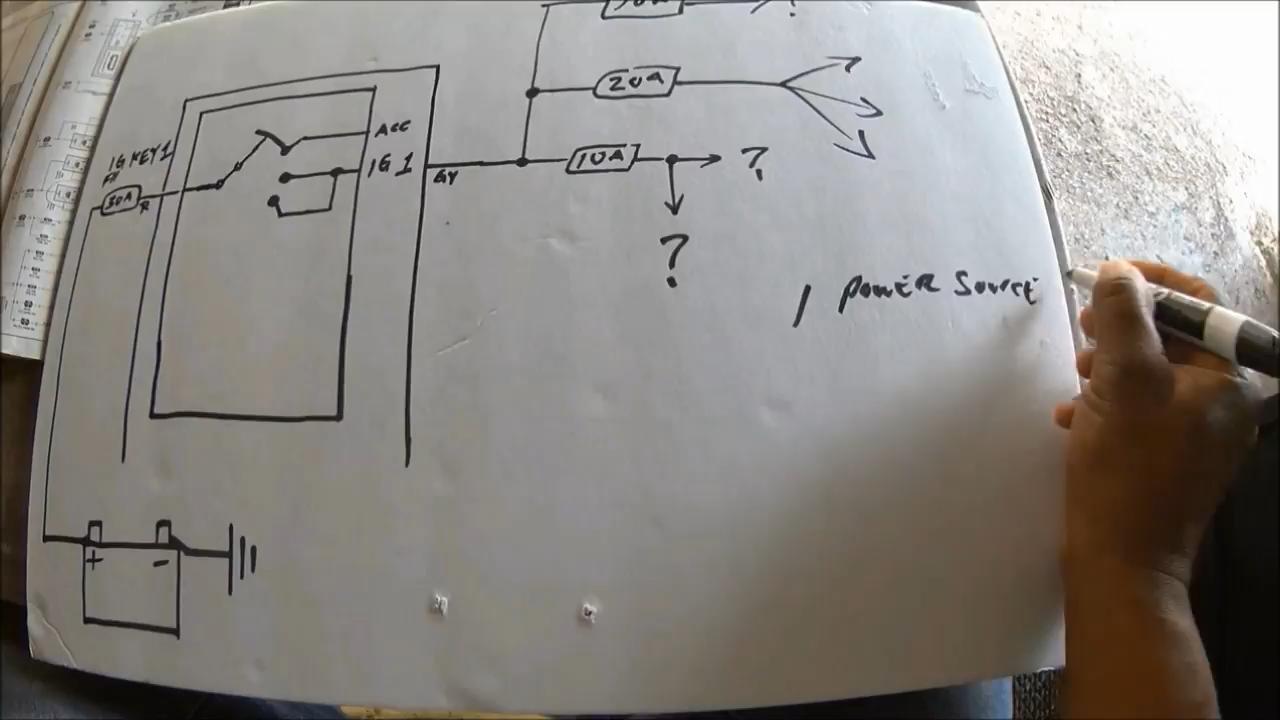 20A
ACC
IG KEY 1
10A
?
IG 1
GY
30A
R
?
1 POWER SOURCE
+ -